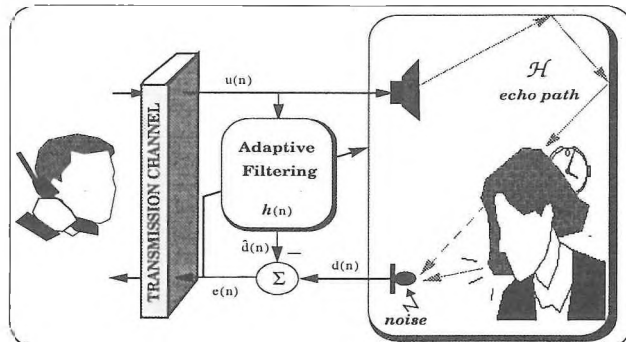 TRANSMISSION CHANNEL
u(n)
Adaptive
Filtering
h(n)
d̂(n)
−
Σ
e(n)
d(n)
ℋ
echo path
noise